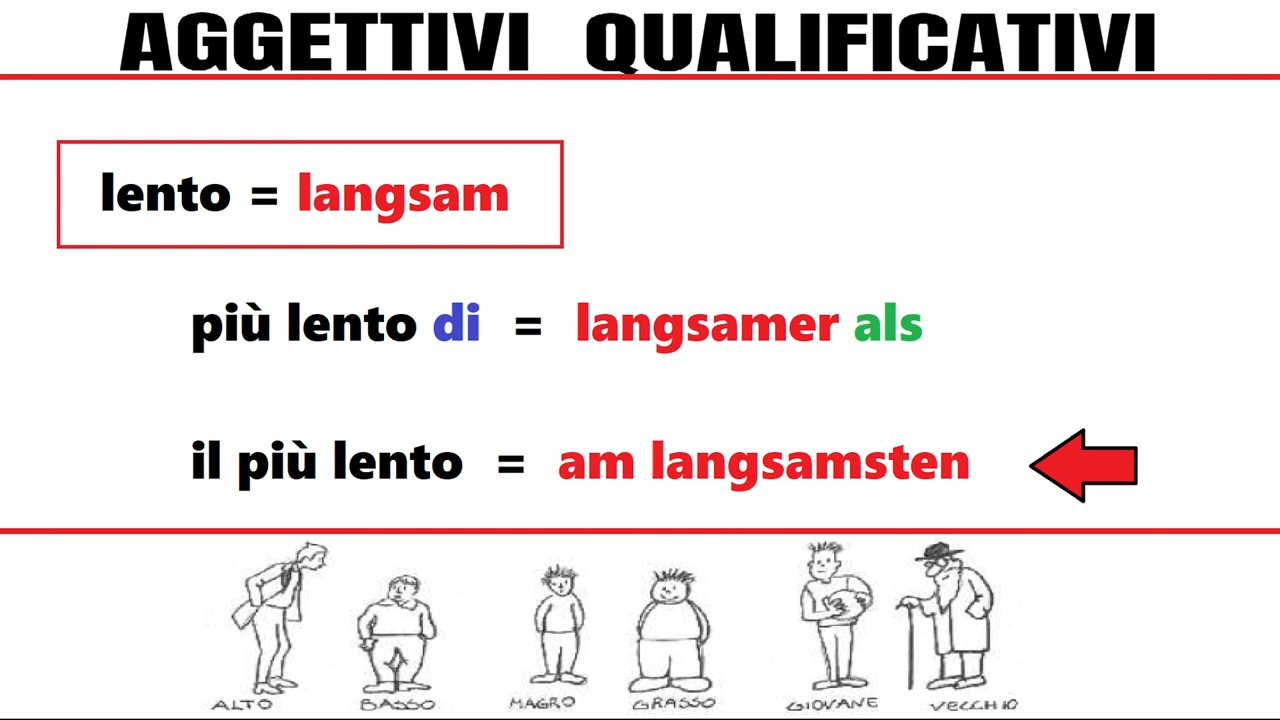 AGGETTIVI QUALIFICATIVI
lento = langsam
più lento di = langsamer als
il più lento = am langsamsten
ALTO BASSO MAGRO GRASSO GIOVANE VECCHIO